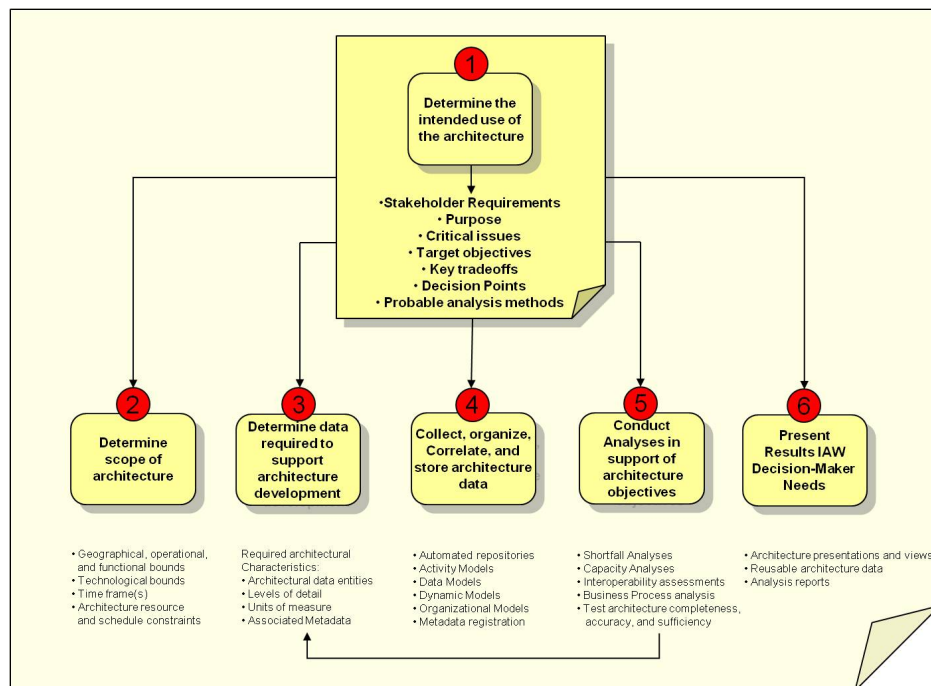 1
Determine the
intended use of
the architecture
•Stakeholder Requirements
• Purpose
• Critical issues
• Target objectives
• Key tradeoffs
• Decision Points
• Probable analysis methods
2
Determine
scope of
architecture
• Geographical, operational,
and functional bounds
• Technological bounds
• Time frame(s)
• Architecture resource
and schedule constraints
3
Determine data
required to
support
architecture
development
Required architectural
Characteristics:
• Architectural data entities
• Levels of detail
• Units of measure
• Associated Metadata
4
Collect, organize,
Correlate, and
store architecture
data
• Automated repositories
• Activity Models
• Data Models
• Dynamic Models
• Organizational Models
• Metadata registration
5
Conduct
Analyses in
support of
architecture
objectives
• Shortfall Analyses
• Capacity Analyses
• Interoperability assessments
• Business Process analysis
• Test architecture completeness,
accuracy, and sufficiency
6
Present
Results IAW
Decision-Maker
Needs
• Architecture presentations and views
• Reusable architecture data
• Analysis reports